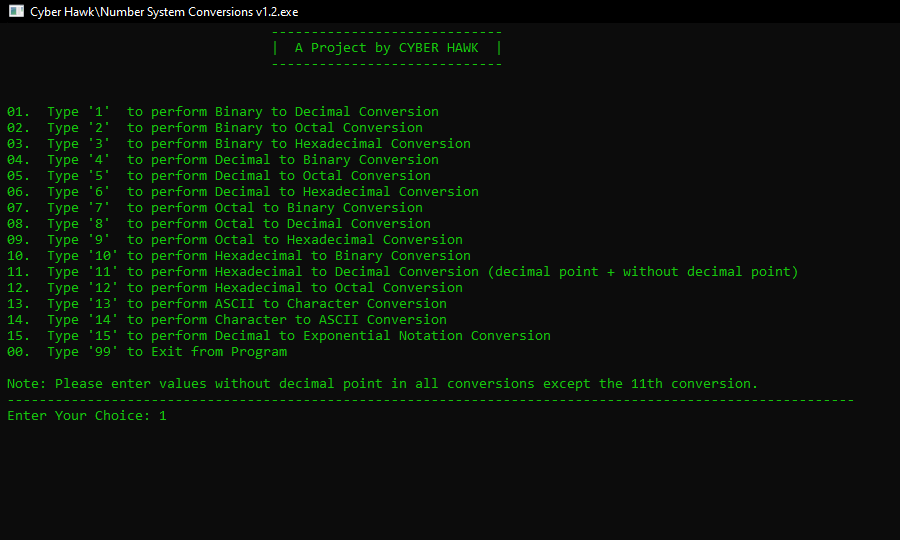 Cyber Hawk\Number System Conversions v1.2.exe
-----------------------------
|  A Project by CYBER HAWK  |
-----------------------------
01.  Type '1'  to perform Binary to Decimal Conversion
02.  Type '2'  to perform Binary to Octal Conversion
03.  Type '3'  to perform Binary to Hexadecimal Conversion
04.  Type '4'  to perform Decimal to Binary Conversion
05.  Type '5'  to perform Decimal to Octal Conversion
06.  Type '6'  to perform Decimal to Hexadecimal Conversion
07.  Type '7'  to perform Octal to Binary Conversion
08.  Type '8'  to perform Octal to Decimal Conversion
09.  Type '9'  to perform Octal to Hexadecimal Conversion
10.  Type '10' to perform Hexadecimal to Binary Conversion
11.  Type '11' to perform Hexadecimal to Decimal Conversion (decimal point + without decimal point)
12.  Type '12' to perform Hexadecimal to Octal Conversion
13.  Type '13' to perform ASCII to Character Conversion
14.  Type '14' to perform Character to ASCII Conversion
15.  Type '15' to perform Decimal to Exponential Notation Conversion
00.  Type '99' to Exit from Program
Note: Please enter values without decimal point in all conversions except the 11th conversion.
----------------------------------------------------------------------------------------------------------
Enter Your Choice: 1